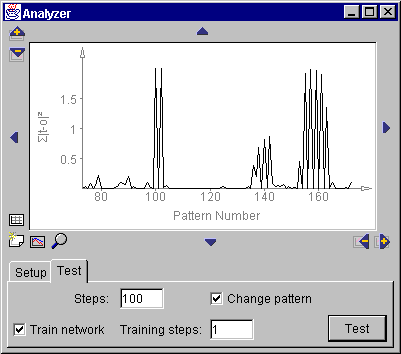 Analyzer
Σ|t-o|²
1.5
1
0.5
80 100 120 140 160
Pattern Number
Setup Test
Steps: 100 Change pattern
Train network Training steps: 1 Test